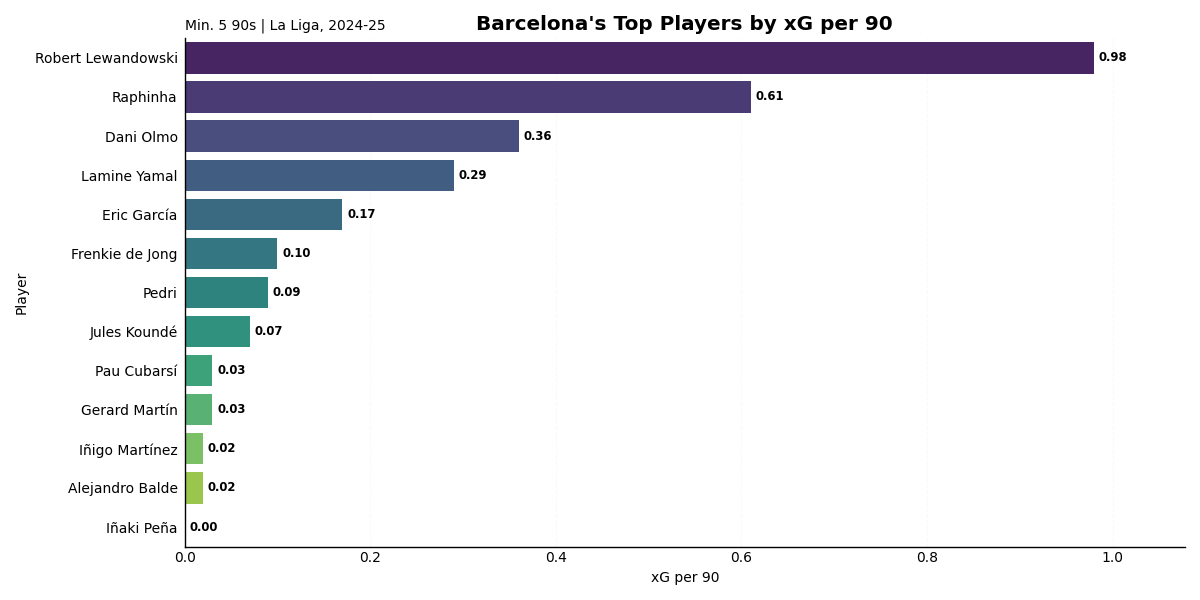 Min. 5 90s | La Liga, 2024-25
Barcelona's Top Players by xG per 90
Robert Lewandowski 0.98
Raphinha 0.61
Dani Olmo 0.36
Lamine Yamal 0.29
Eric García 0.17
Frenkie de Jong 0.10
Pedri 0.09
Jules Koundé 0.07
Pau Cubarsí 0.03
Gerard Martín 0.03
Iñigo Martínez 0.02
Alejandro Balde 0.02
Iñaki Peña 0.00
Player
0.0 0.2 0.4 0.6 0.8 1.0
xG per 90